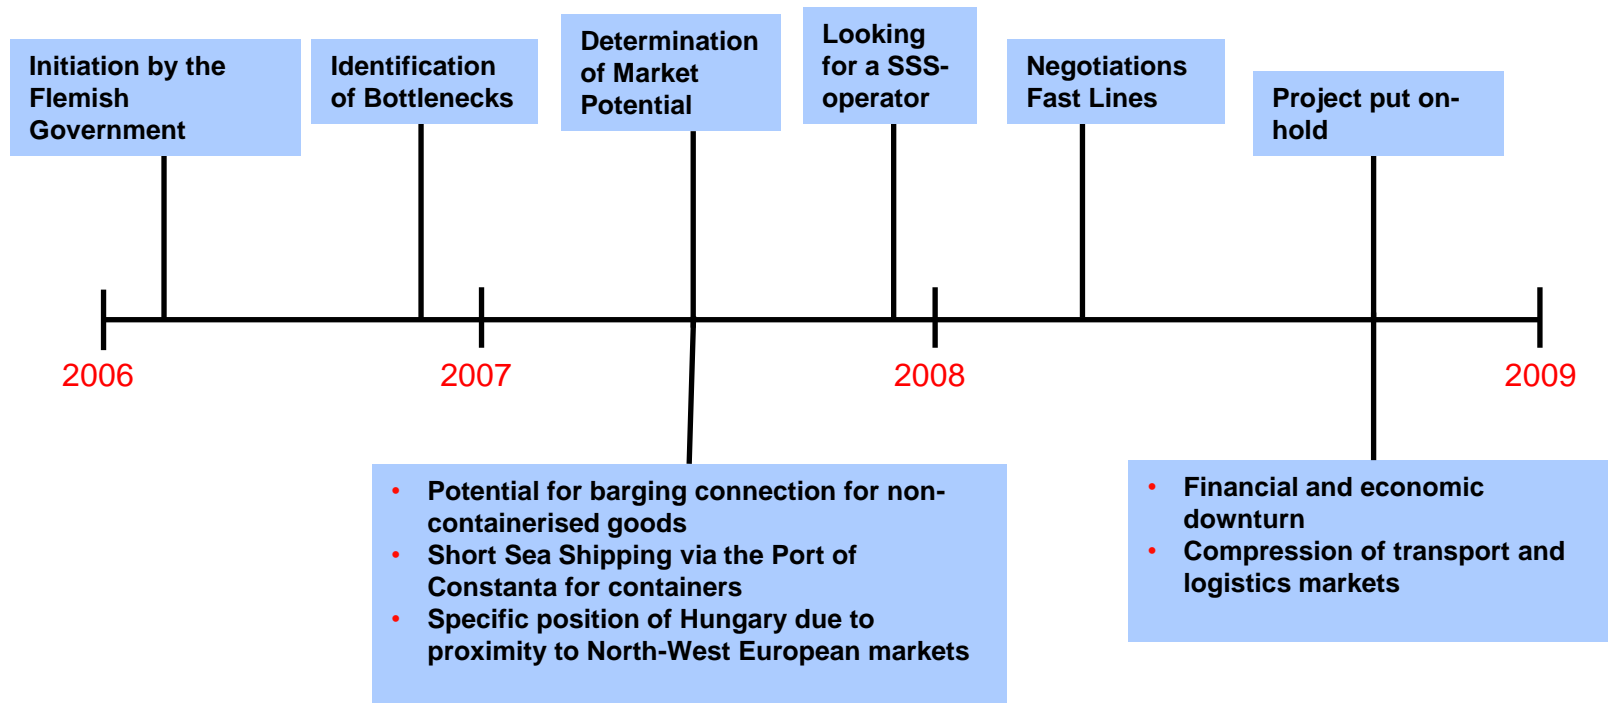 Initiation by the
Flemish
Government
Identification
of Bottlenecks
Determination
of Market
Potential
Looking
for a SSS-
operator
Negotiations
Fast Lines
Project put on-
hold
2006
2007
2008
2009
• Potential for barging connection for non-
containerised goods
• Short Sea Shipping via the Port of
Constanta for containers
• Specific position of Hungary due to
proximity to North-West European markets
• Financial and economic
downturn
• Compression of transport and
logistics markets